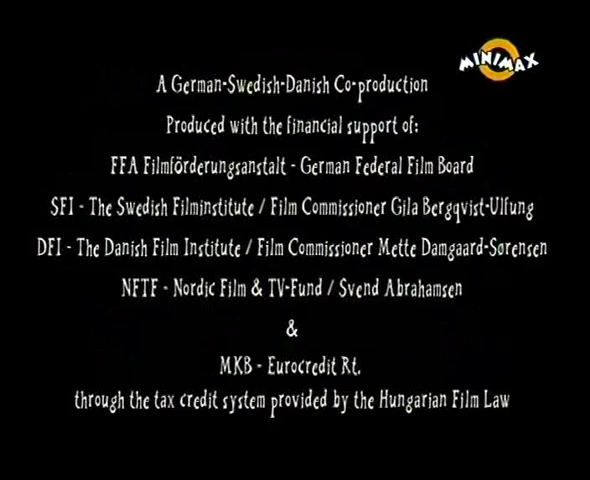 MINIMAX
A German-Swedish-Danish Co-production
Produced with the financial support of:
FFA Filmförderungsanstalt - German Federal Film Board
SFI - The Swedish Filminstitute / Film Commissioner Gila Bergqvist-Ulfung
DFI - The Danish Film Institute / Film Commissioner Mette Damgaard-Sørensen
NFTF - Nordic Film & TV-Fund / Svend Abrahamsen
&
MKB - Eurocredit Rt.
through the tax credit system provided by the Hungarian Film Law